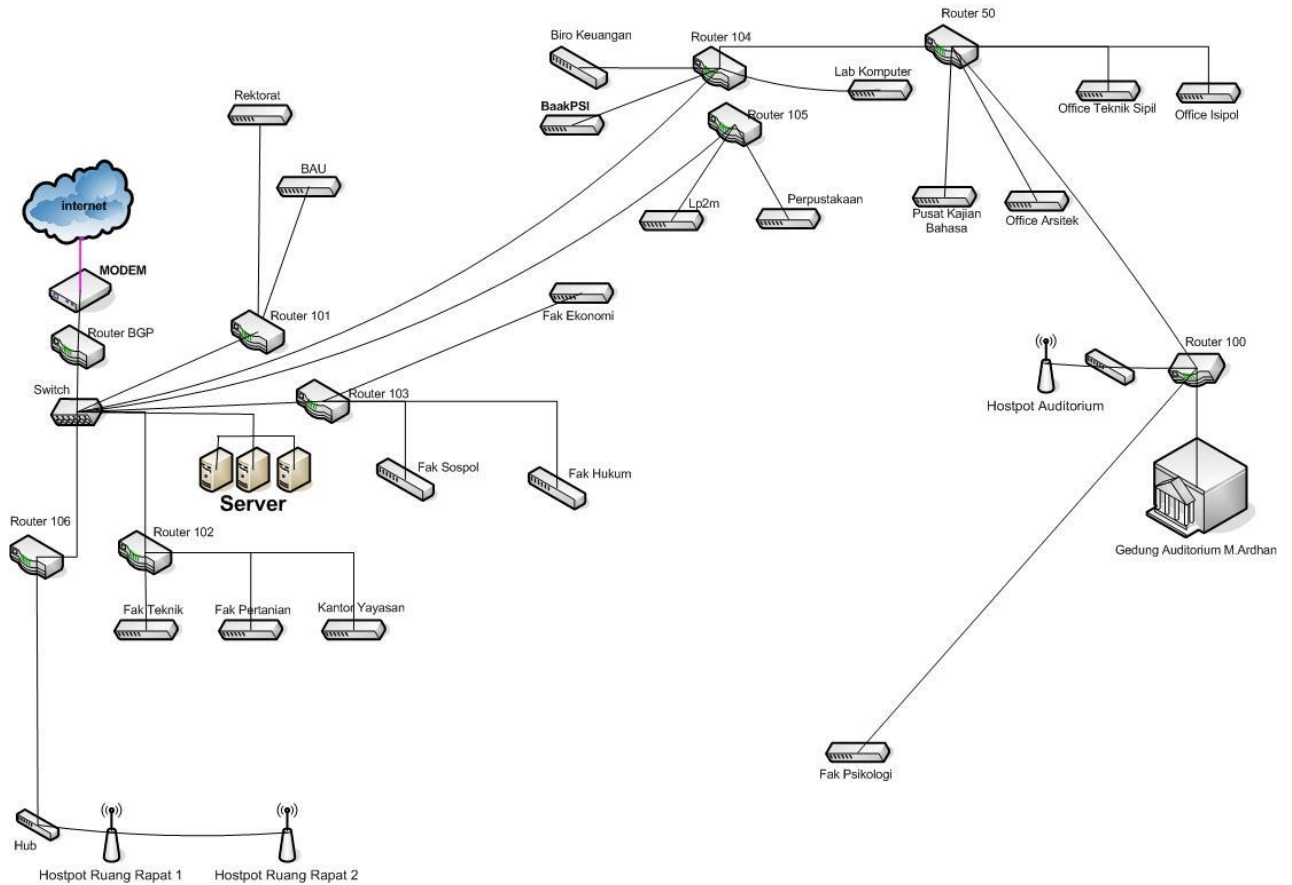 Router 50
Biro Keuangan
Router 104
Lab Komputer
Rektorat
BaakPSI
Office Teknik Sipil
Office Isipol
Router 105
BAU
internet
Lp2m
Perpustakaan
Pusat Kajian
Bahasa
Office Arsitek
MODEM
Router BGP
Router 101
Fak Ekonomi
Router 100
Switch
Router 103
Hostpot Auditorium
Fak Sospol
Fak Hukum
Server
Router 106
Router 102
Gedung Auditorium M.Ardhan
Fak Teknik
Fak Pertanian
Kantor Yayasan
Fak Psikologi
Hub
Hostpot Ruang Rapat 1
Hostpot Ruang Rapat 2